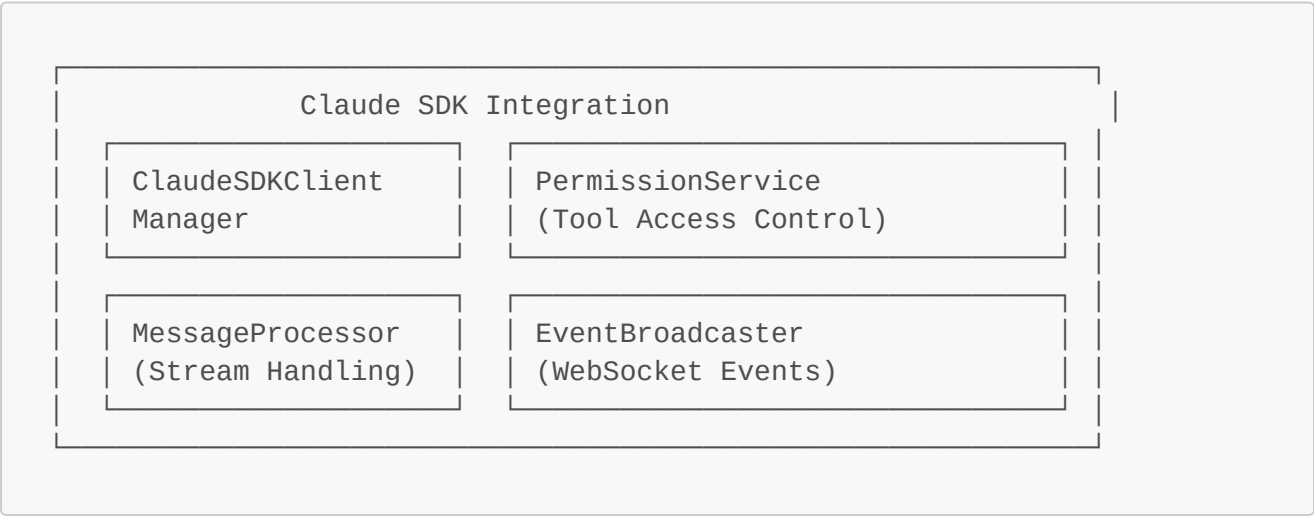 Claude SDK Integration
ClaudeSDKClient PermissionService
Manager (Tool Access Control)
MessageProcessor EventBroadcaster
(Stream Handling) (WebSocket Events)